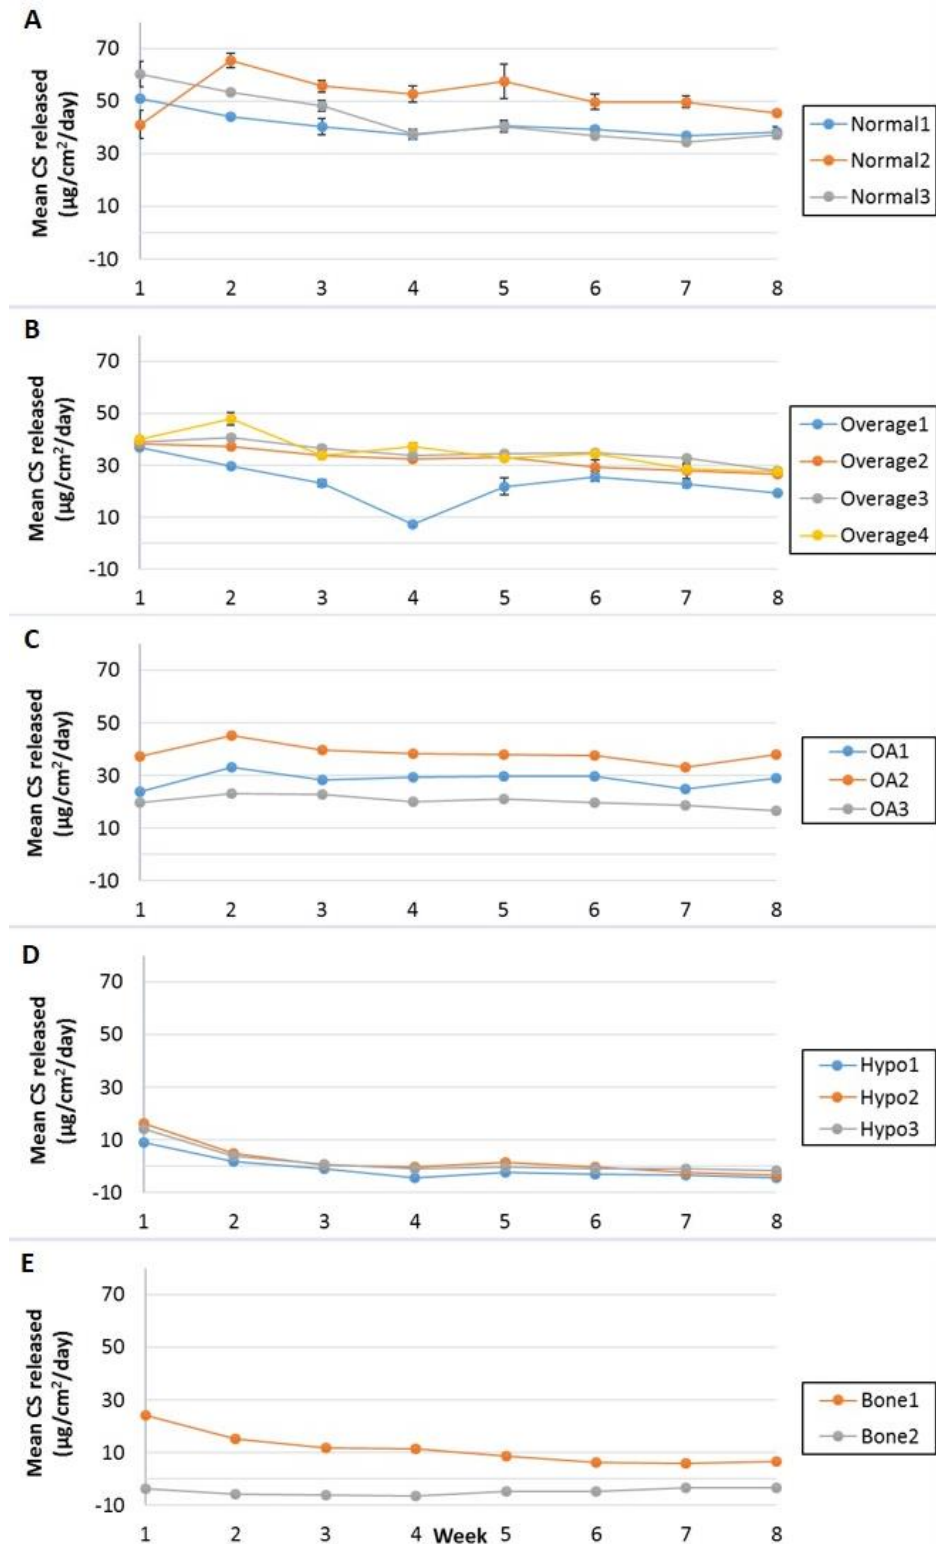 A
Mean CS released
(µg/cm²/day)
70
50
30
10
-10
1 2 3 4 5 6 7 8
Normal1
Normal2
Normal3
B
Mean CS released
(µg/cm²/day)
70
50
30
10
-10
1 2 3 4 5 6 7 8
Overage1
Overage2
Overage3
Overage4
C
Mean CS released
(µg/cm²/day)
70
50
30
10
-10
1 2 3 4 5 6 7 8
OA1
OA2
OA3
D
Mean CS released
(µg/cm²/day)
70
50
30
10
-10
1 2 3 4 5 6 7 8
Hypo1
Hypo2
Hypo3
E
Mean CS released
(µg/cm²/day)
70
50
30
10
-10
1 2 3 4 Week 5 6 7 8
Bone1
Bone2